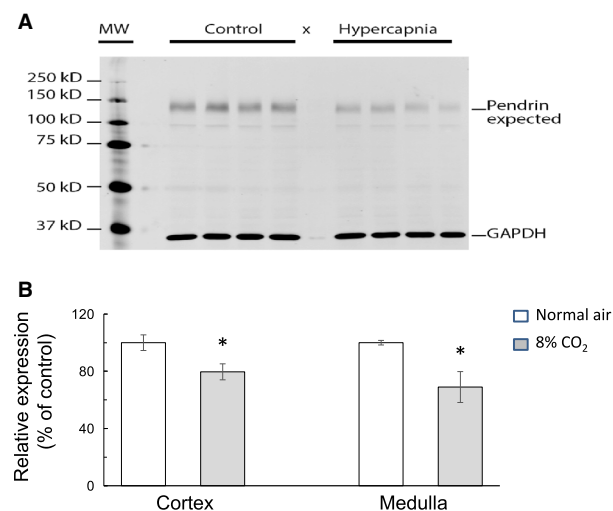 A
MW Control x Hypercapnia
250 kD
150 kD
100 kD
75 kD
50 kD
37 kD
Pendrin
expected
GAPDH
B
Relative expression
(% of control)
120
80
40
0
* *
Cortex Medulla
Normal air
8% CO₂